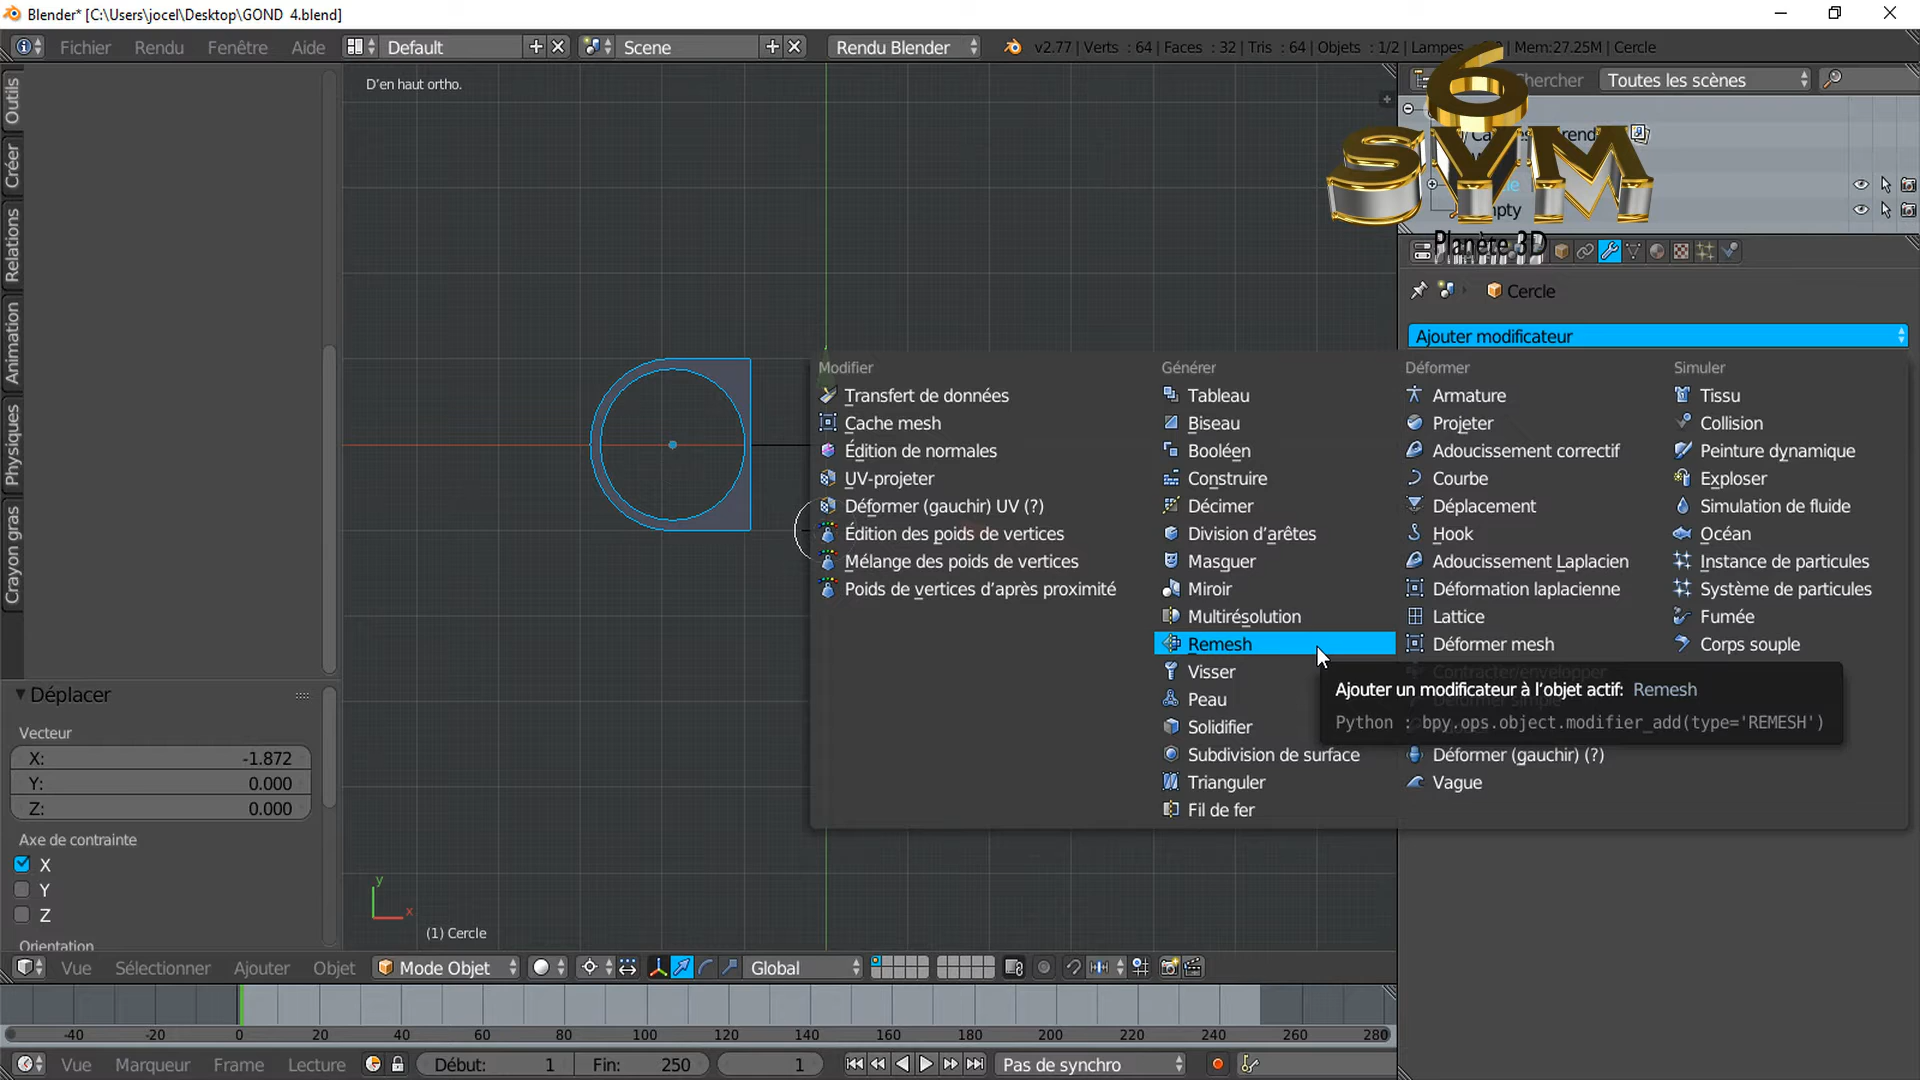 Blender* [C:\Users\jocel\Desktop\GOND 4.blend]
Fichier Rendu Fenêtre Aide Default Scene Rendu Blender v2.77 | Verts : 64 | Faces : 32 | Tris : 64 | Objets : 1/2 | Lampes Mem:27.25M | Cercle
D'en haut ortho.
Chercher Toutes les scènes
6
SYM
Planète 3D
Outils
Créer
Relations
Animation
Physiques
Crayon gras
Cercle
Ajouter modificateur
Modifier
Transfert de données
Cache mesh
Édition de normales
UV-projeter
Déformer (gauchir) UV (?)
Édition des poids de vertices
Mélange des poids de vertices
Poids de vertices d'après proximité
Générer
Tableau
Biseau
Booléen
Construire
Décimer
Division d'arêtes
Masquer
Miroir
Multirésolution
Remesh
Visser
Peau
Solidifier
Subdivision de surface
Trianguler
Fil de fer
Déformer
Armature
Projeter
Adoucissement correctif
Courbe
Déplacement
Hook
Adoucissement Laplacien
Déformation laplacienne
Lattice
Déformer mesh
Contracter/envelopper
Déformer (gauchir) (?)
Vague
Simuler
Tissu
Collision
Peinture dynamique
Exploser
Simulation de fluide
Océan
Instance de particules
Système de particules
Fumée
Corps souple
Ajouter un modificateur à l'objet actif: Remesh
Python : bpy.ops.object.modifier_add(type='REMESH')
Déplacer
Vecteur
X: -1.872
Y: 0.000
Z: 0.000
Axe de contrainte
X
Y
Z
Orientation
y
x
(1) Cercle
Vue Sélectionner Ajouter Objet Mode Objet Global
-40 -20 0 20 40 60 80 100 120 140 160 180 200 220 240 260 280
Vue Marqueur Frame Lecture Début: 1 Fin: 250 1 Pas de synchro